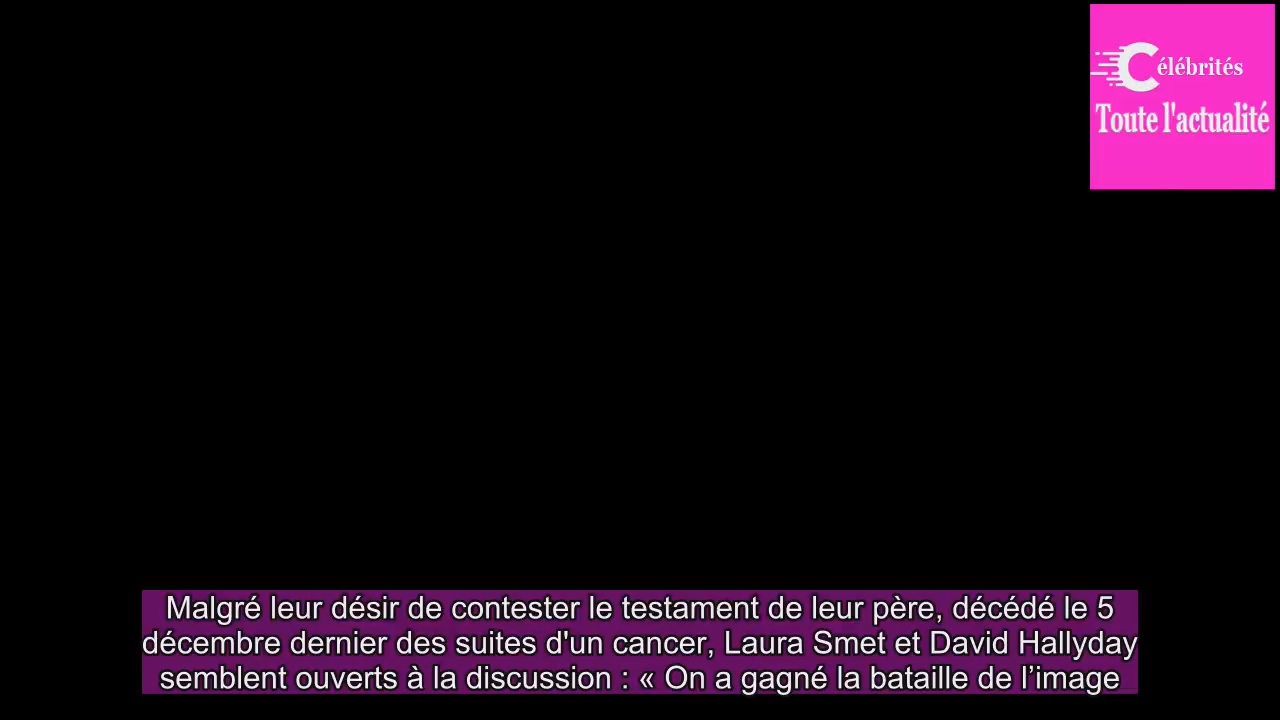 Célébrités
Toute l'actualité
Malgré leur désir de contester le testament de leur père, décédé le 5
décembre dernier des suites d'un cancer, Laura Smet et David Hallyday
semblent ouverts à la discussion : « On a gagné la bataille de l’image